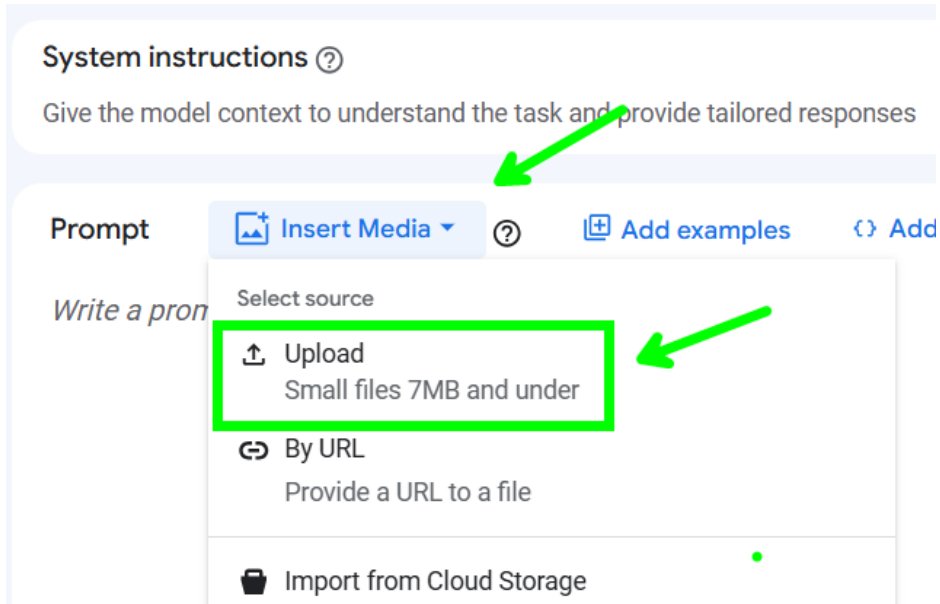 System instructions
Give the model context to understand the task and provide tailored responses
Prompt Insert Media Add examples {} Add
Write a prom
Select source
Upload
Small files 7MB and under
By URL
Provide a URL to a file
Import from Cloud Storage